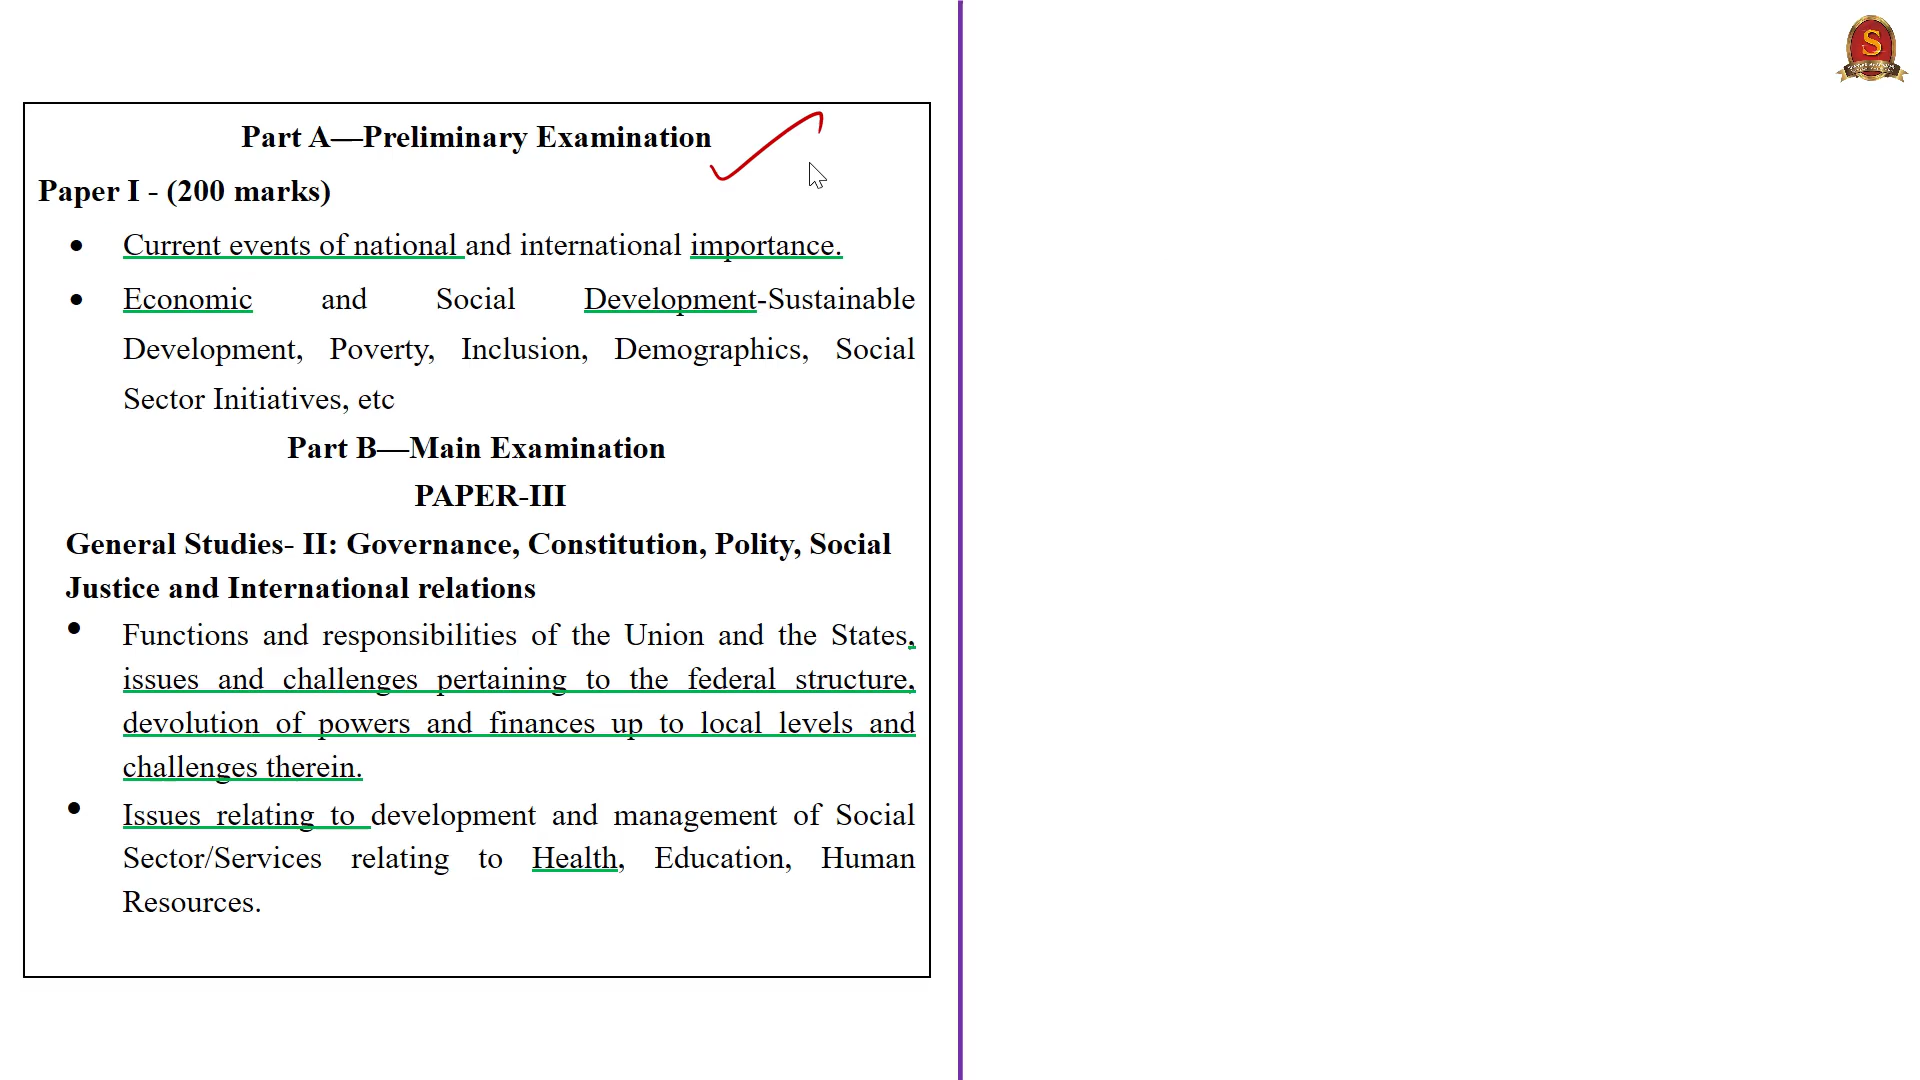 Part A—Preliminary Examination
Paper I - (200 marks)
• Current events of national and international importance.
• Economic and Social Development-Sustainable
Development, Poverty, Inclusion, Demographics, Social
Sector Initiatives, etc
Part B—Main Examination
PAPER-III
General Studies- II: Governance, Constitution, Polity, Social
Justice and International relations
• Functions and responsibilities of the Union and the States,
issues and challenges pertaining to the federal structure,
devolution of powers and finances up to local levels and
challenges therein.
• Issues relating to development and management of Social
Sector/Services relating to Health, Education, Human
Resources.
S